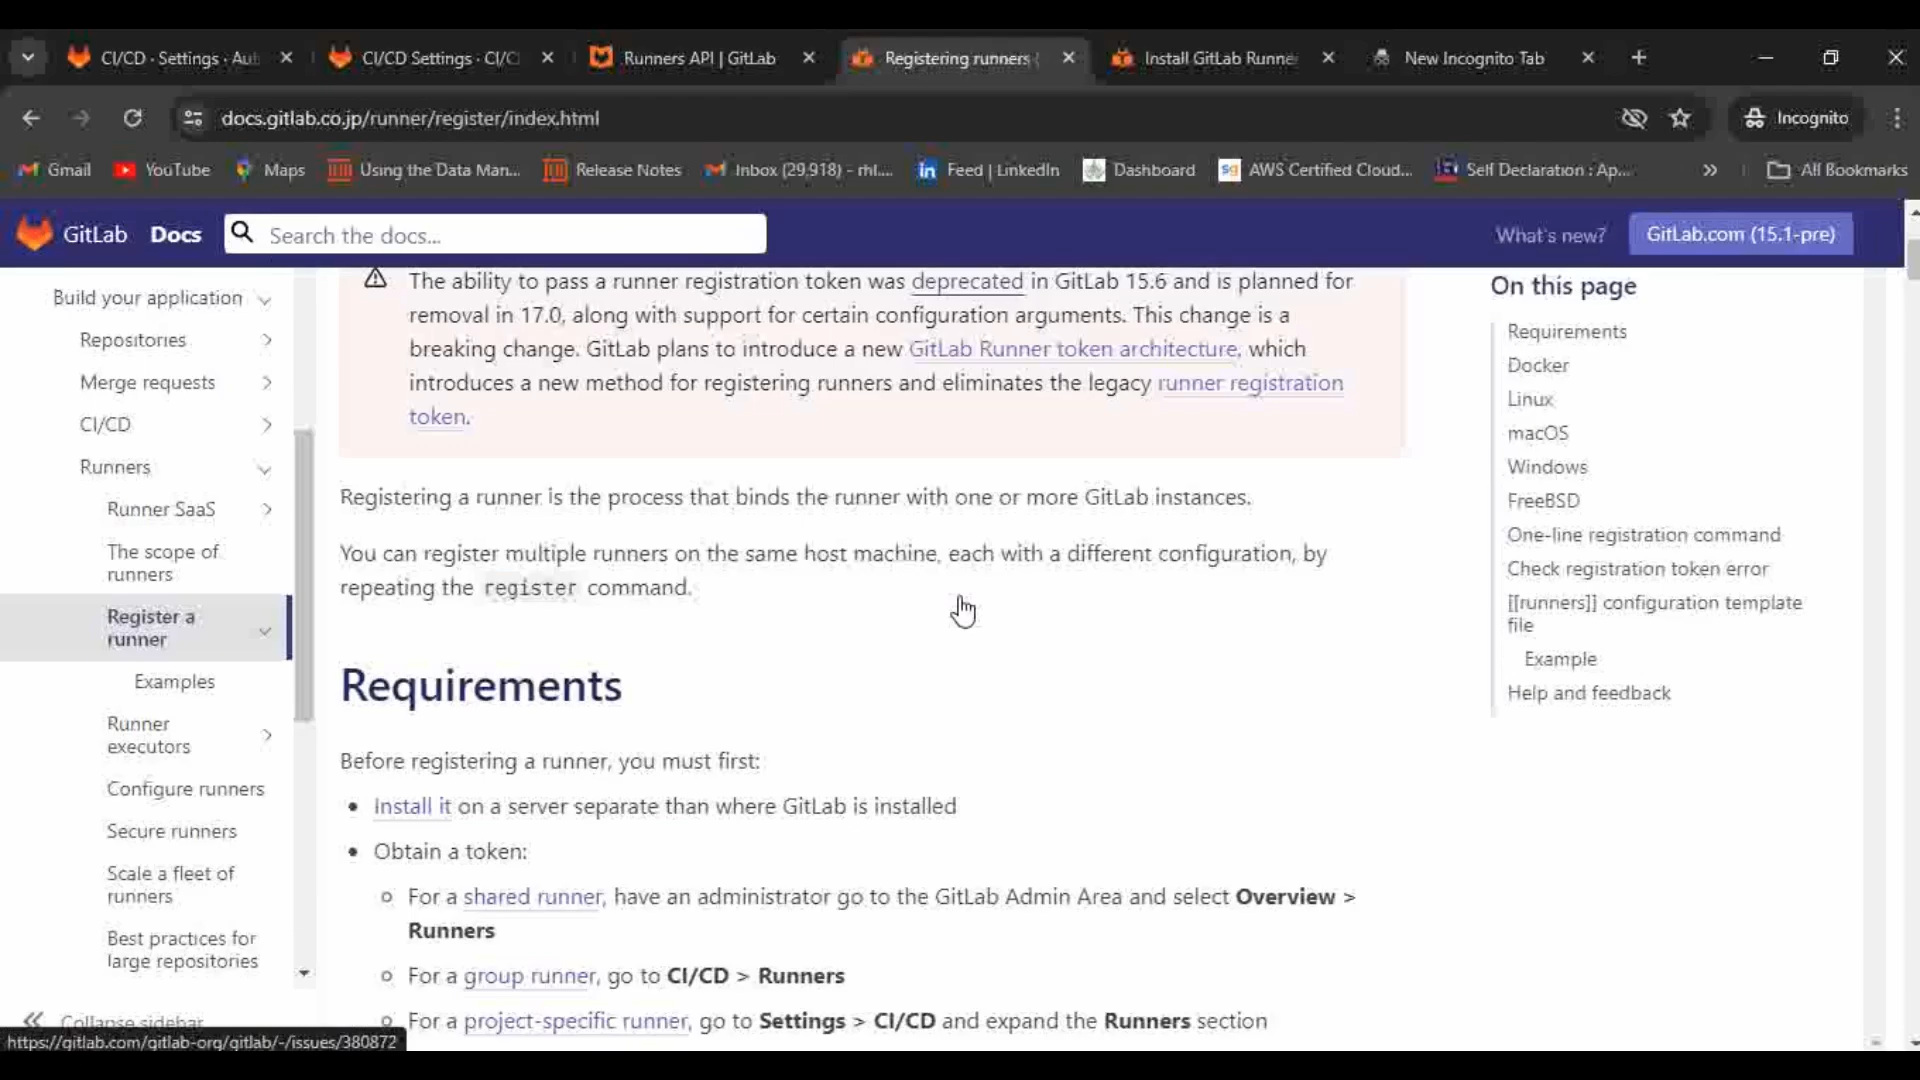 CI/CD · Settings · Aut
CI/CD Settings · CI/C
Runners API | GitLab
Registering runners
Install GitLab Runne
New Incognito Tab
docs.gitlab.co.jp/runner/register/index.html
Incognito
Gmail
YouTube
Maps
Using the Data Man...
Release Notes
Inbox (29,918) - rhl....
Feed | LinkedIn
Dashboard
AWS Certified Cloud...
Self Declaration : Ap...
All Bookmarks
GitLab Docs
Search the docs...
What's new?
GitLab.com (15.1-pre)
Build your application
Repositories
Merge requests
CI/CD
Runners
Runner SaaS
The scope of
runners
Register a
runner
Examples
Runner
executors
Configure runners
Secure runners
Scale a fleet of
runners
Best practices for
large repositories
Collapse sidebar
https://gitlab.com/gitlab-org/gitlab/-/issues/380872
The ability to pass a runner registration token was deprecated in GitLab 15.6 and is planned for
removal in 17.0, along with support for certain configuration arguments. This change is a
breaking change. GitLab plans to introduce a new GitLab Runner token architecture, which
introduces a new method for registering runners and eliminates the legacy runner registration
token.
Registering a runner is the process that binds the runner with one or more GitLab instances.
You can register multiple runners on the same host machine, each with a different configuration, by
repeating the register command.
Requirements
Before registering a runner, you must first:
• Install it on a server separate than where GitLab is installed
• Obtain a token:
For a shared runner, have an administrator go to the GitLab Admin Area and select Overview >
Runners
For a group runner, go to CI/CD > Runners
For a project-specific runner, go to Settings > CI/CD and expand the Runners section
On this page
Requirements
Docker
Linux
macOS
Windows
FreeBSD
One-line registration command
Check registration token error
[[runners]] configuration template
file
Example
Help and feedback